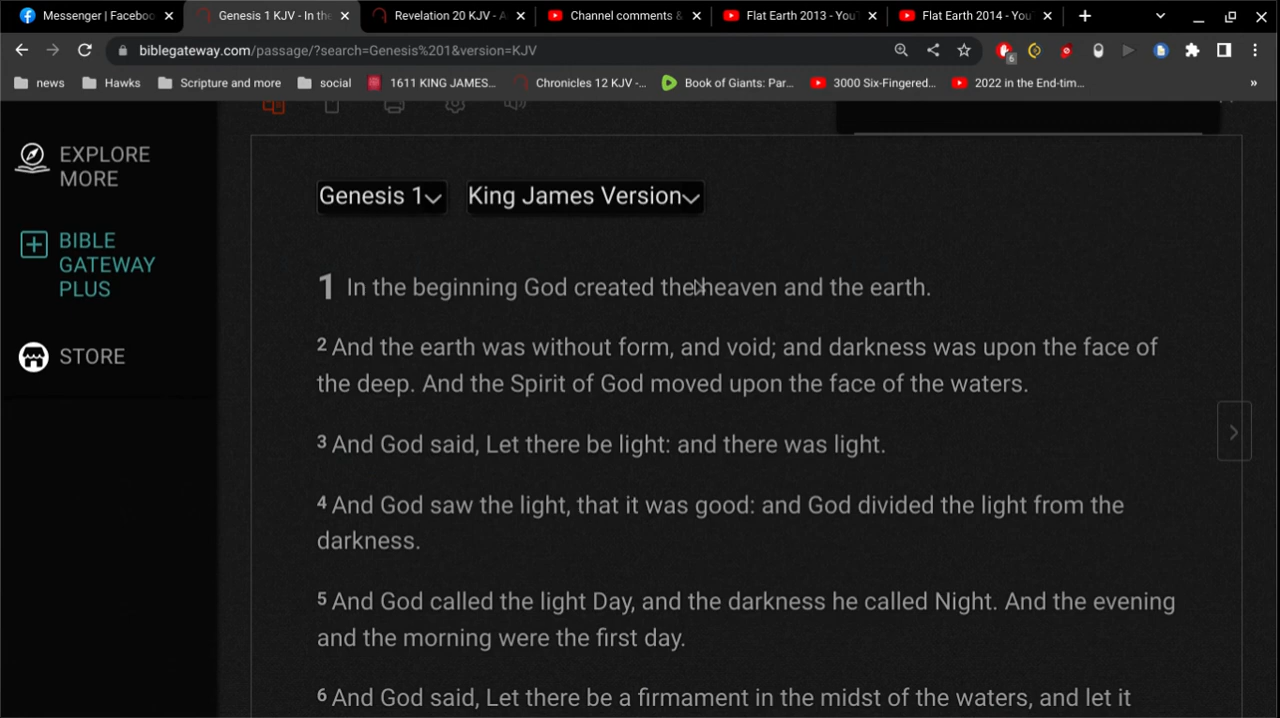 Messenger | Faceboo
Genesis 1 KJV - In the
Revelation 20 KJV - A
Channel comments &
Flat Earth 2013 - YouT
Flat Earth 2014 - You
biblegateway.com/passage/?search=Genesis%201&version=KJV
6
news
Hawks
Scripture and more
social
1611 KING JAMES...
Chronicles 12 KJV -...
Book of Giants: Par...
3000 Six-Fingered...
2022 in the End-tim...
»
EXPLORE
MORE
BIBLE
GATEWAY
PLUS
STORE
Genesis 1
King James Version
1 In the beginning God created the heaven and the earth.
2 And the earth was without form, and void; and darkness was upon the face of
the deep. And the Spirit of God moved upon the face of the waters.
3 And God said, Let there be light: and there was light.
4 And God saw the light, that it was good: and God divided the light from the
darkness.
5 And God called the light Day, and the darkness he called Night. And the evening
and the morning were the first day.
6 And God said, Let there be a firmament in the midst of the waters, and let it